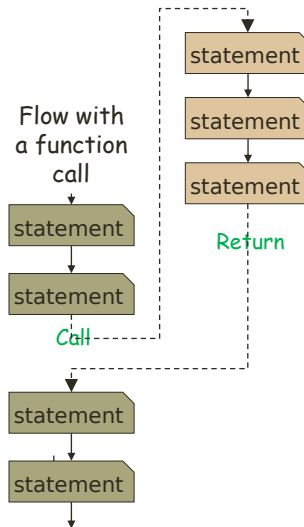 Flow with
a function
call
statement
statement
Call
statement
statement
statement
Return
statement
statement